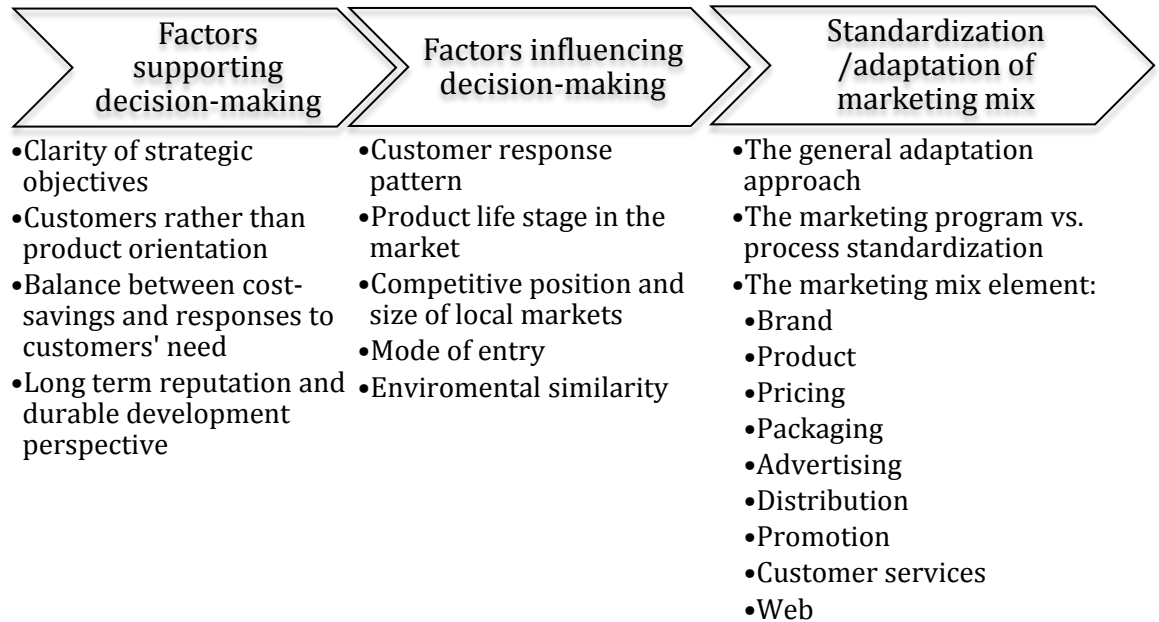 Factors
supporting
decision-making
•Clarity of strategic
objectives
•Customers rather than
product orientation
•Balance between cost-
savings and responses to
customers' need
•Long term reputation and
durable development
perspective
Factors influencing
decision-making
•Customer response
pattern
•Product life stage in the
market
•Competitive position and
size of local markets
•Mode of entry
•Enviromental similarity
Standardization
/adaptation of
marketing mix
•The general adaptation
approach
•The marketing program vs.
process standardization
•The marketing mix element:
•Brand
•Product
•Pricing
•Packaging
•Advertising
•Distribution
•Promotion
•Customer services
•Web